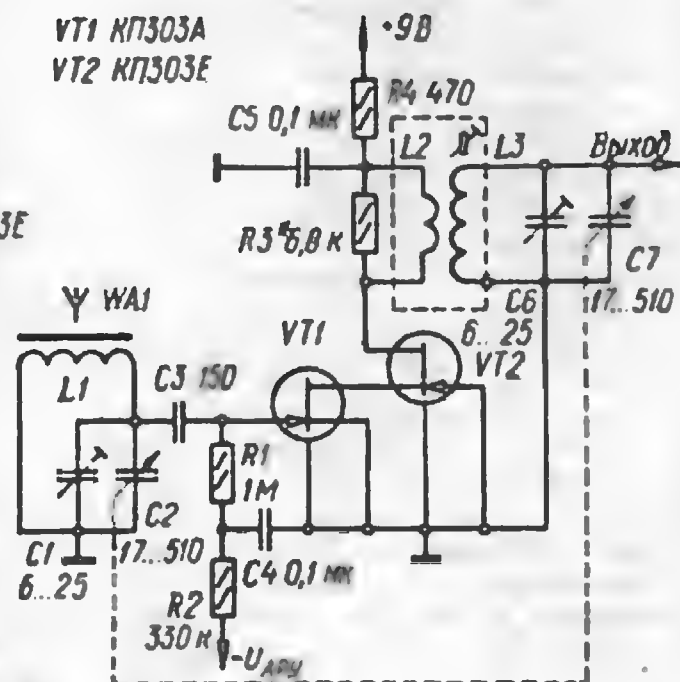 VT1 КП303А
VT2 КП303Е
+9В
R4 470
C5 0,1 мк
L2
L3
Выход
3Е
R3* 6,8 к
WA1
C6
6...25
C7
17...510
VT1
VT2
L1
C3 150
R1
1М
C2
17...510
C1
6...25
C4 0,1 мк
R2
330 к
-UАРУ